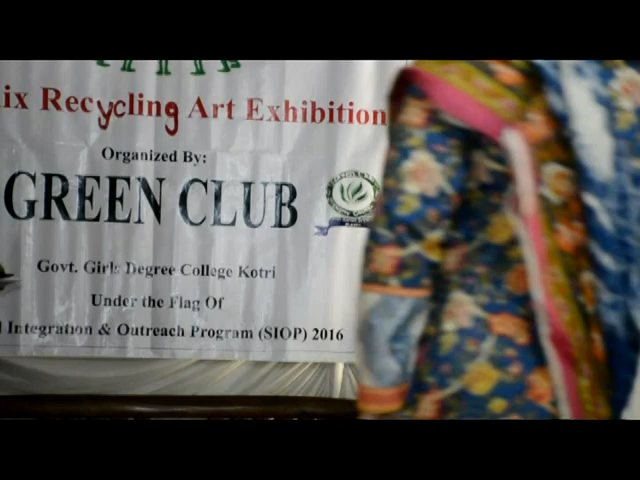 ix Recycling Art Exhibition
Organized By:
GREEN CLUB
Govt. Girls Degree College Kotri
Under the Flag Of
l Integration & Outreach Program (SIOP) 2016